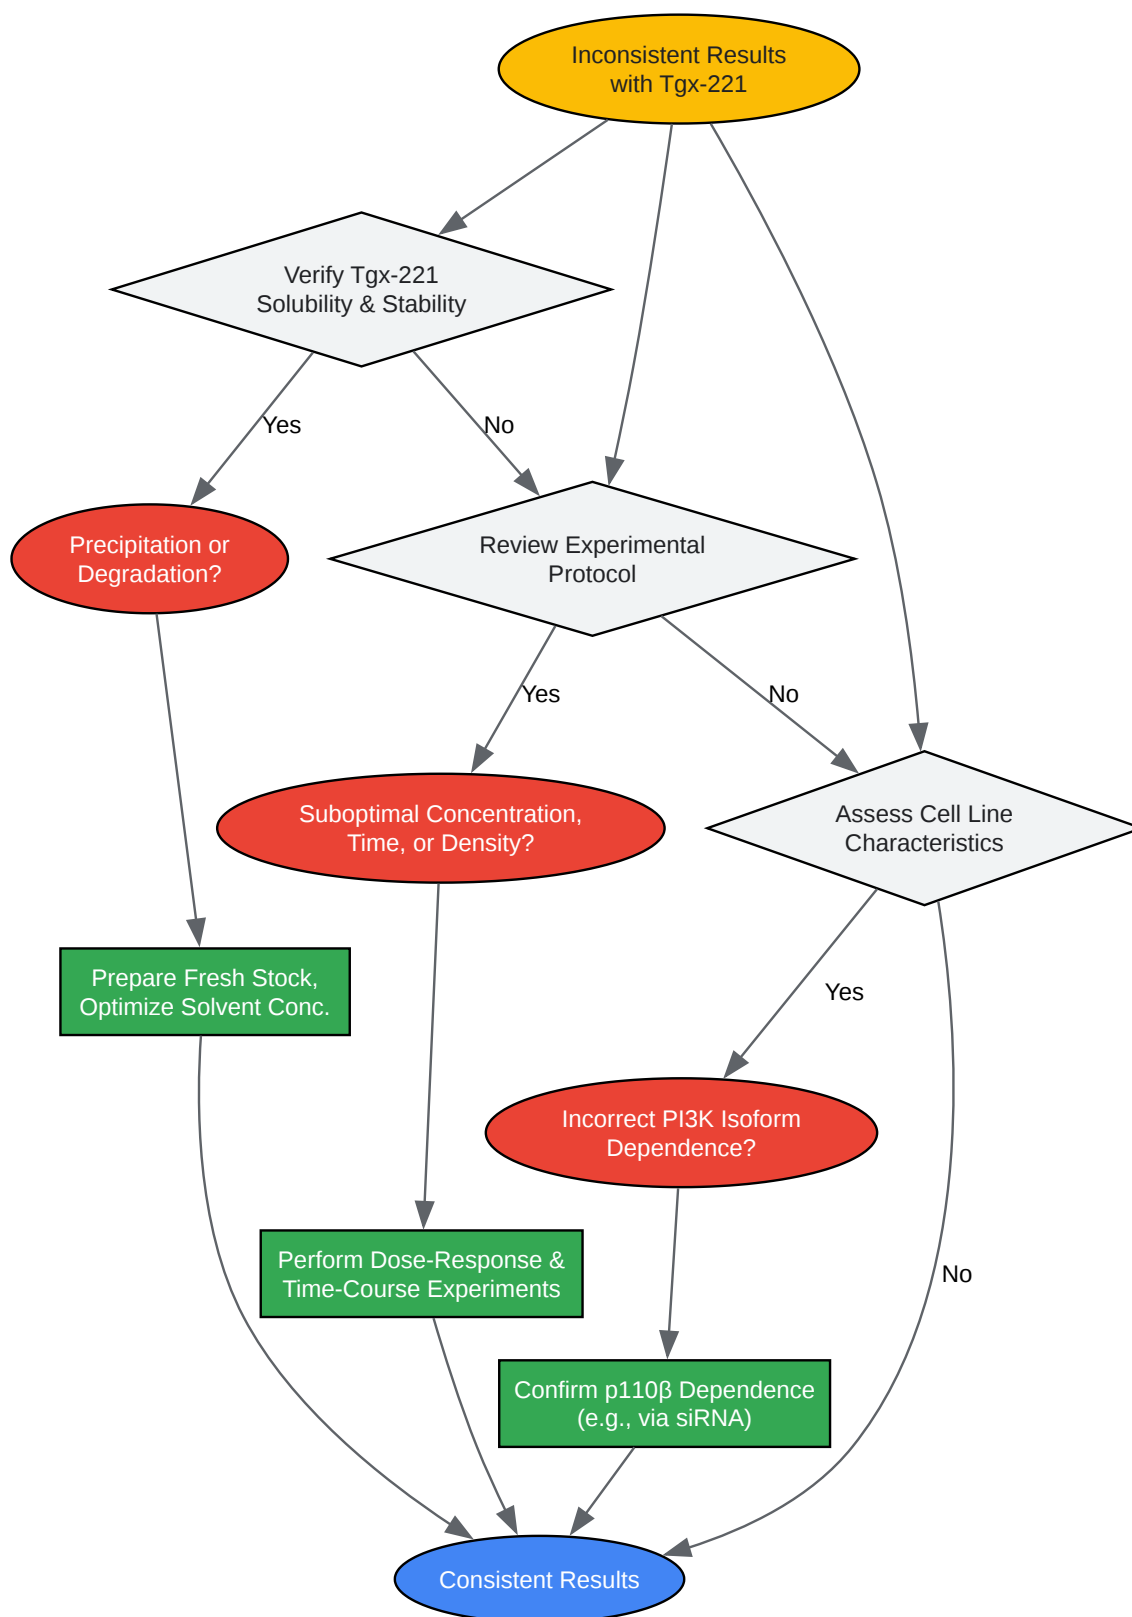 Inconsistent Results
with Tgx-221
Verify Tgx-221
Solubility & Stability
Yes
No
Precipitation or
Degradation?
Review Experimental
Protocol
Yes
No
Suboptimal Concentration,
Time, or Density?
Assess Cell Line
Characteristics
Prepare Fresh Stock,
Optimize Solvent Conc.
Yes
Incorrect PI3K Isoform
Dependence?
Perform Dose-Response &
Time-Course Experiments
No
Confirm p110β Dependence
(e.g., via siRNA)
Consistent Results